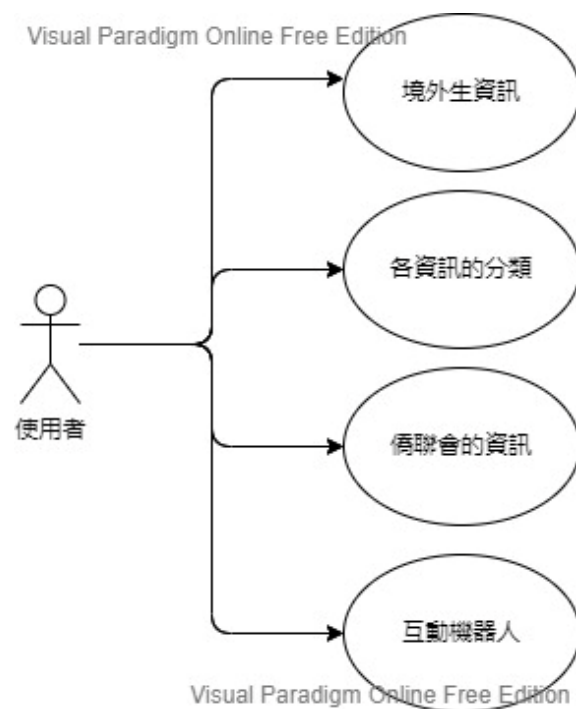 Visual Paradigm Online Free Edition
境外生資訊
各資訊的分類
使用者
僑聯會的資訊
互動機器人
Visual Paradigm Online Free Edition